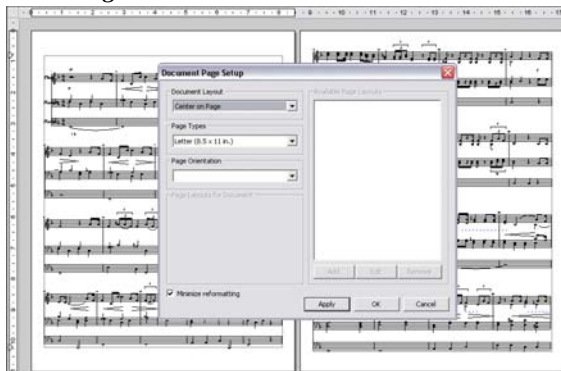 Document Page Setup
Document Layout
Center on Page
Page Types
Letter (8.5 x 11 in.)
Page Orientation
Page Layouts for Document
Minimize reformatting
Available Page Layouts
Add
Edit
Remove
Apply
OK
Cancel